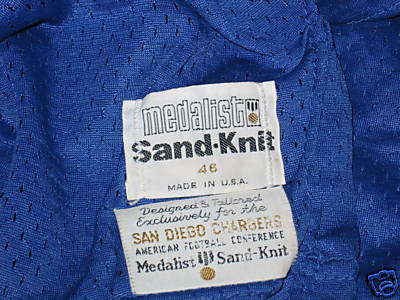 medalist
Sand-Knit
46
MADE IN U.S.A.
Designed & Tailored
Exclusively for the
SAN DIEGO CHARGERS
AMERICAN FOOTBALL CONFERENCE
Medalist Sand-Knit